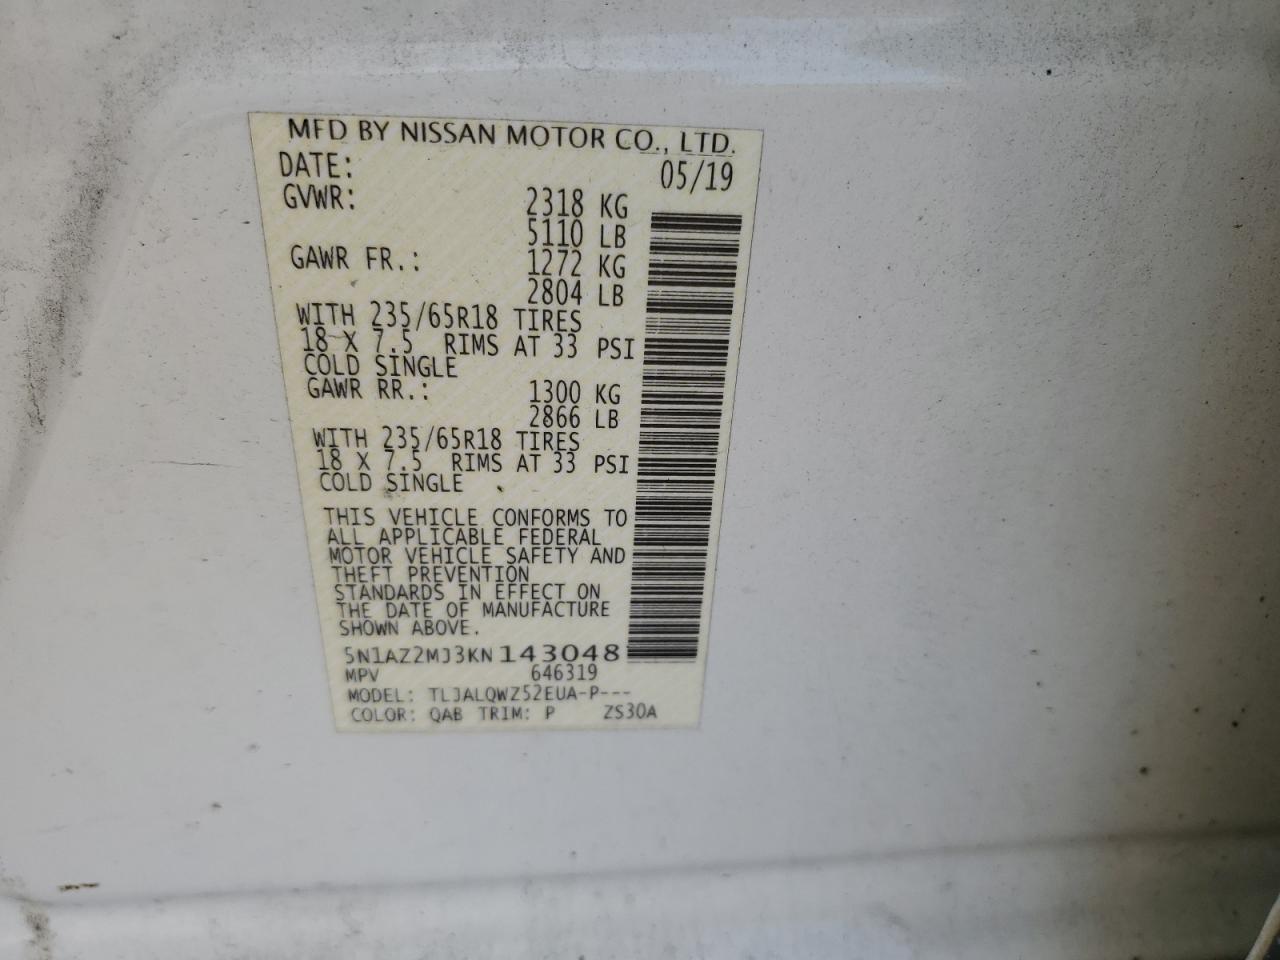 MFD BY NISSAN MOTOR CO., LTD.
DATE: 05/19
GVWR: 2318 KG
5110 LB
GAWR FR.: 1272 KG
2804 LB
WITH 235/65R18 TIRES
18 X 7.5 RIMS AT 33 PSI
COLD SINGLE
GAWR RR.: 1300 KG
2866 LB
WITH 235/65R18 TIRES
18 X 7.5 RIMS AT 33 PSI
COLD SINGLE
THIS VEHICLE CONFORMS TO
ALL APPLICABLE FEDERAL
MOTOR VEHICLE SAFETY AND
THEFT PREVENTION
STANDARDS IN EFFECT ON
THE DATE OF MANUFACTURE
SHOWN ABOVE.
5N1AZ2MJ3KN143048
MPV 646319
MODEL: TLJALQWZ52EUA-P---
COLOR: QAB TRIM: P ZS30A